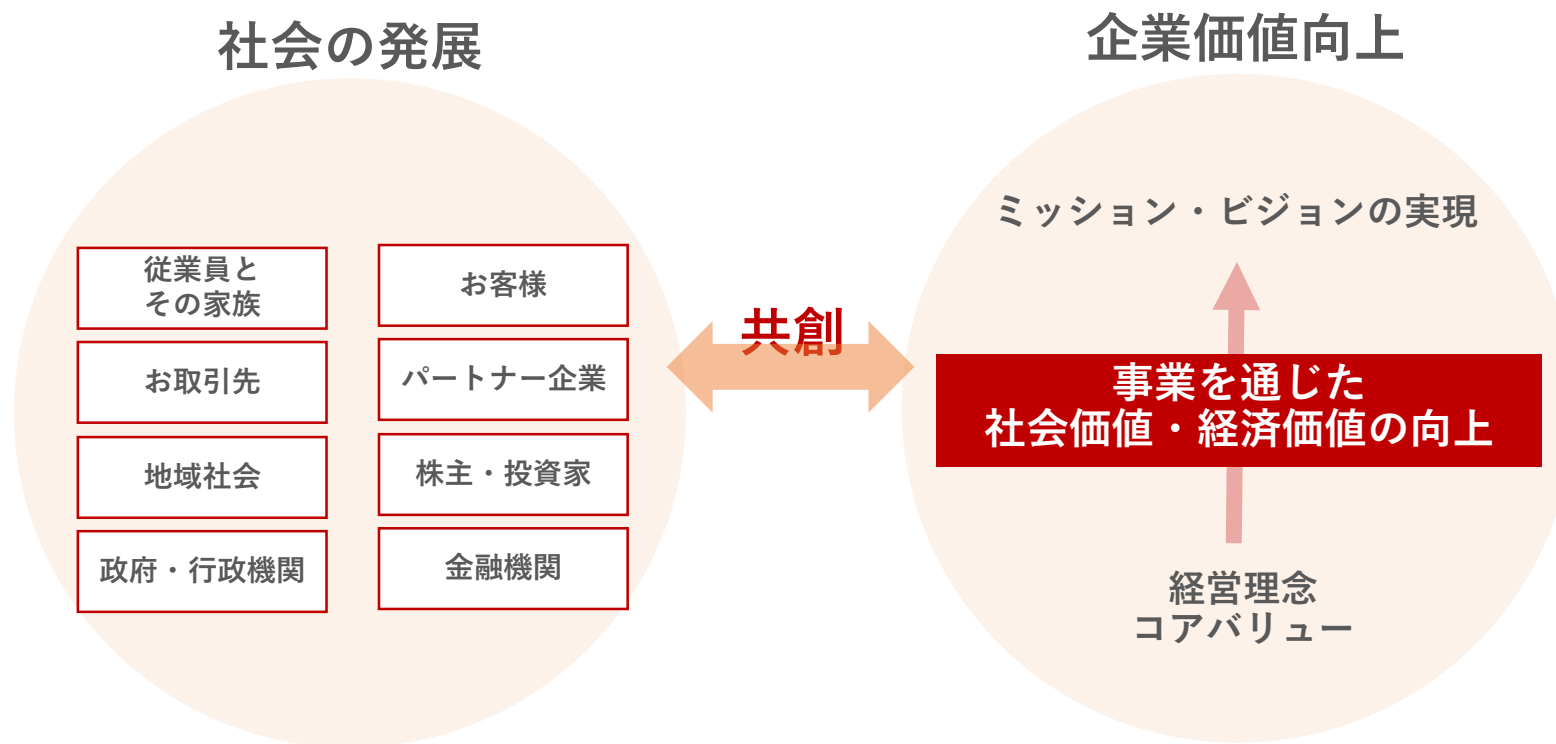 社会の発展
従業員と
その家族
お客様
お取引先
パートナー企業
地域社会
株主・投資家
政府・行政機関
金融機関
共創
企業価値向上
ミッション・ビジョンの実現
事業を通じた
社会価値・経済価値の向上
経営理念
コアバリュー